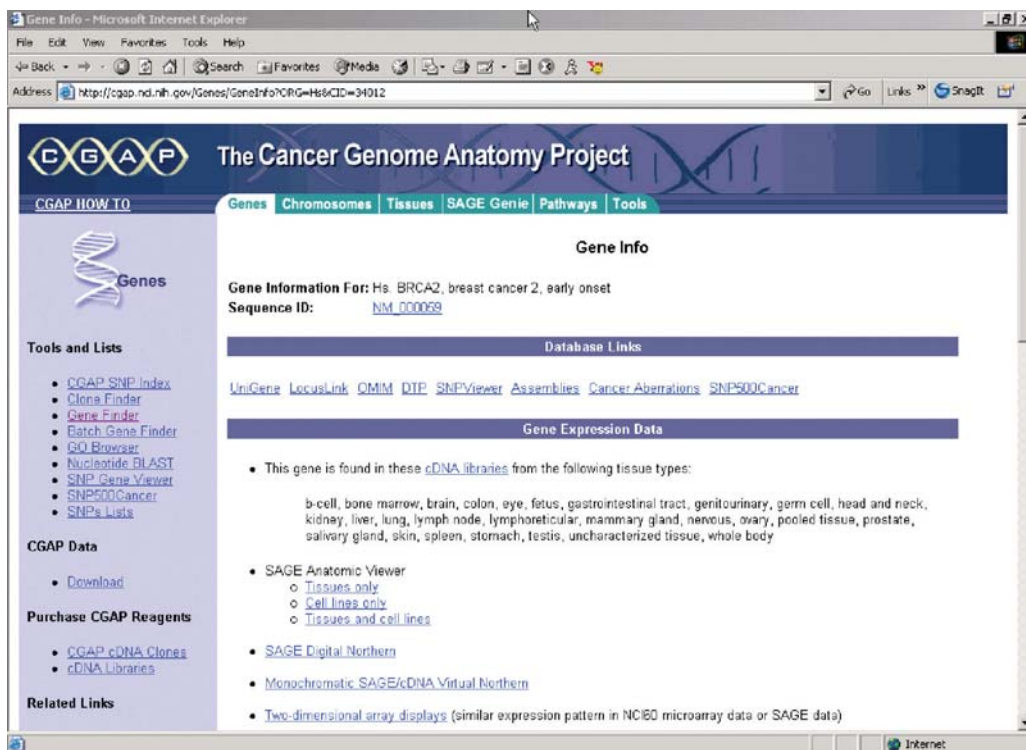 Gene Info - Microsoft Internet Explorer
File Edit View Favorites Tools Help
Back Search Favorites Media
Address http://cgap.nci.nih.gov/Genes/GeneInfo?ORG=Hs&CID=34012 Go Links » SnagIt
CGAP The Cancer Genome Anatomy Project
CGAP HOW TO Genes Chromosomes Tissues SAGE Genie Pathways Tools
Genes
Tools and Lists
• CGAP SNP Index
• Clone Finder
• Gene Finder
• Batch Gene Finder
• GO Browser
• Nucleotide BLAST
• SNP Gene Viewer
• SNP500Cancer
• SNPs Lists
CGAP Data
• Download
Purchase CGAP Reagents
• CGAP cDNA Clones
• cDNA Libraries
Related Links
Gene Info
Gene Information For: Hs. BRCA2, breast cancer 2, early onset
Sequence ID: NM_000059
Database Links
UniGene LocusLink OMIM DTP SNPViewer Assemblies Cancer Aberrations SNP500Cancer
Gene Expression Data
• This gene is found in these cDNA libraries from the following tissue types:
b-cell, bone marrow, brain, colon, eye, fetus, gastrointestinal tract, genitourinary, germ cell, head and neck,
kidney, liver, lung, lymph node, lymphoreticular, mammary gland, nervous, ovary, pooled tissue, prostate,
salivary gland, skin, spleen, stomach, testis, uncharacterized tissue, whole body
• SAGE Anatomic Viewer
o Tissues only
o Cell lines only
o Tissues and cell lines
• SAGE Digital Northern
• Monochromatic SAGE/cDNA Virtual Northern
• Two-dimensional array displays (similar expression pattern in NCI60 microarray data or SAGE data)
Internet